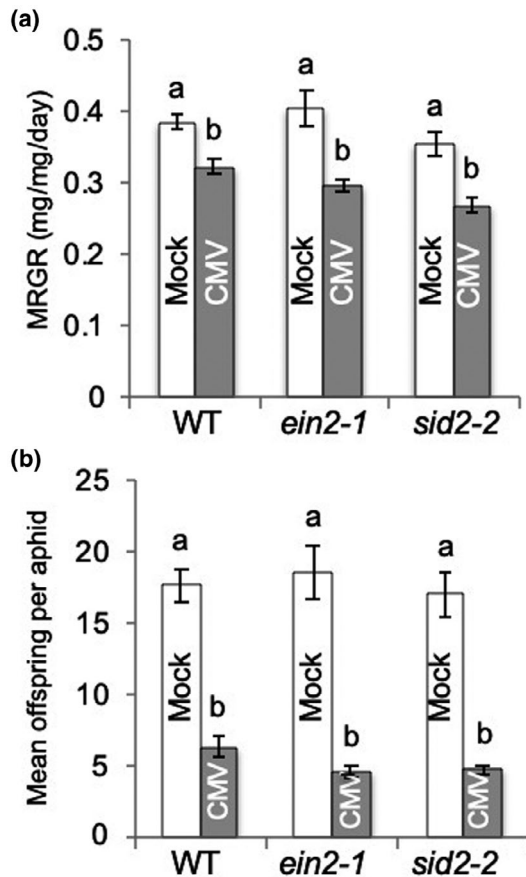 (a)
MRGR (mg/mg/day)
0.5
0.4
0.3
0.2
0.1
0
a
b
a
b
a
b
Mock
CMV
Mock
CMV
Mock
CMV
WT
ein2-1
sid2-2
(b)
Mean offspring per aphid
25
20
15
10
5
0
a
b
a
b
a
b
Mock
CMV
Mock
CMV
Mock
CMV
WT
ein2-1
sid2-2